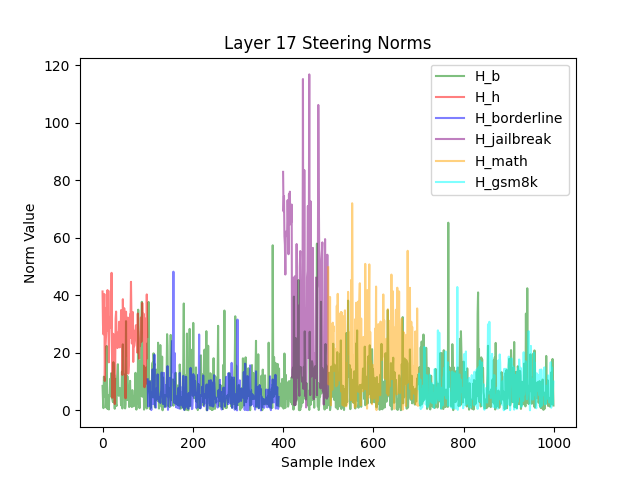 Layer 17 Steering Norms
H_b
H_h
H_borderline
H_jailbreak
H_math
H_gsm8k
Norm Value
120
100
80
60
40
20
0
0 200 400 600 800 1000
Sample Index